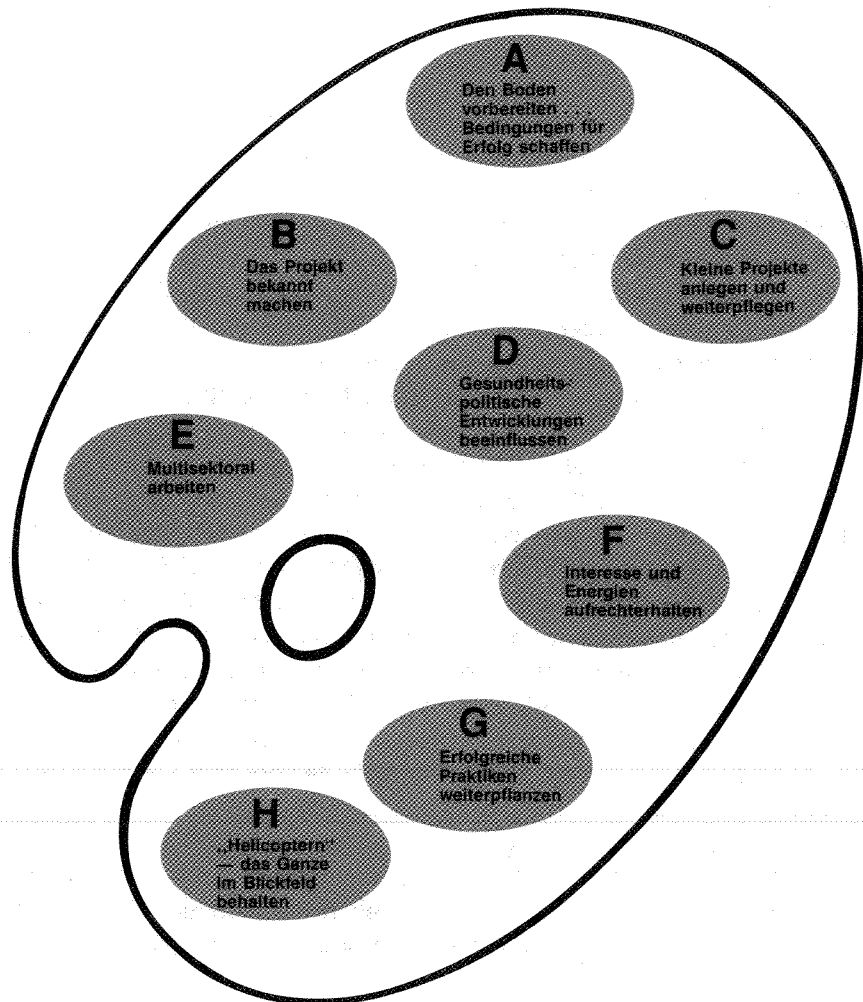 A
Den Boden
vorbereiten . . .
Bedingungen für
Erfolg schaffen
B
Das Projekt
bekannt
machen
C
Kleine Projekte
anlegen und
weiterpflegen
D
Gesundheits-
politische
Entwicklungen
beeinflussen
E
Multisektoral
arbeiten
F
Interesse und
Energien
aufrechterhalten
G
Erfolgreiche
Praktiken
weiterpflanzen
H
„Helicoptern“
— das Ganze
im Blickfeld
behalten